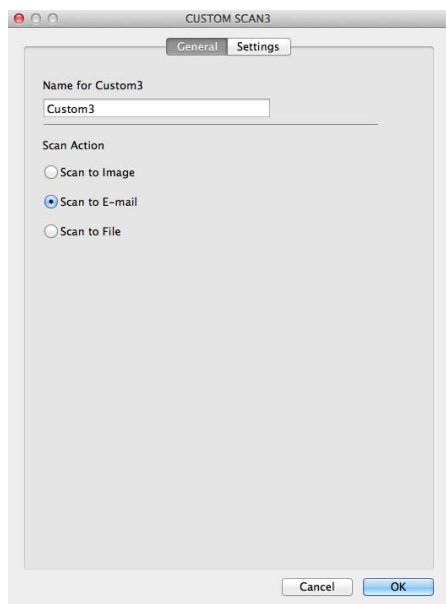 CUSTOM SCAN3
General Settings
Name for Custom3
Custom3
Scan Action
Scan to Image
Scan to E-mail
Scan to File
Cancel OK